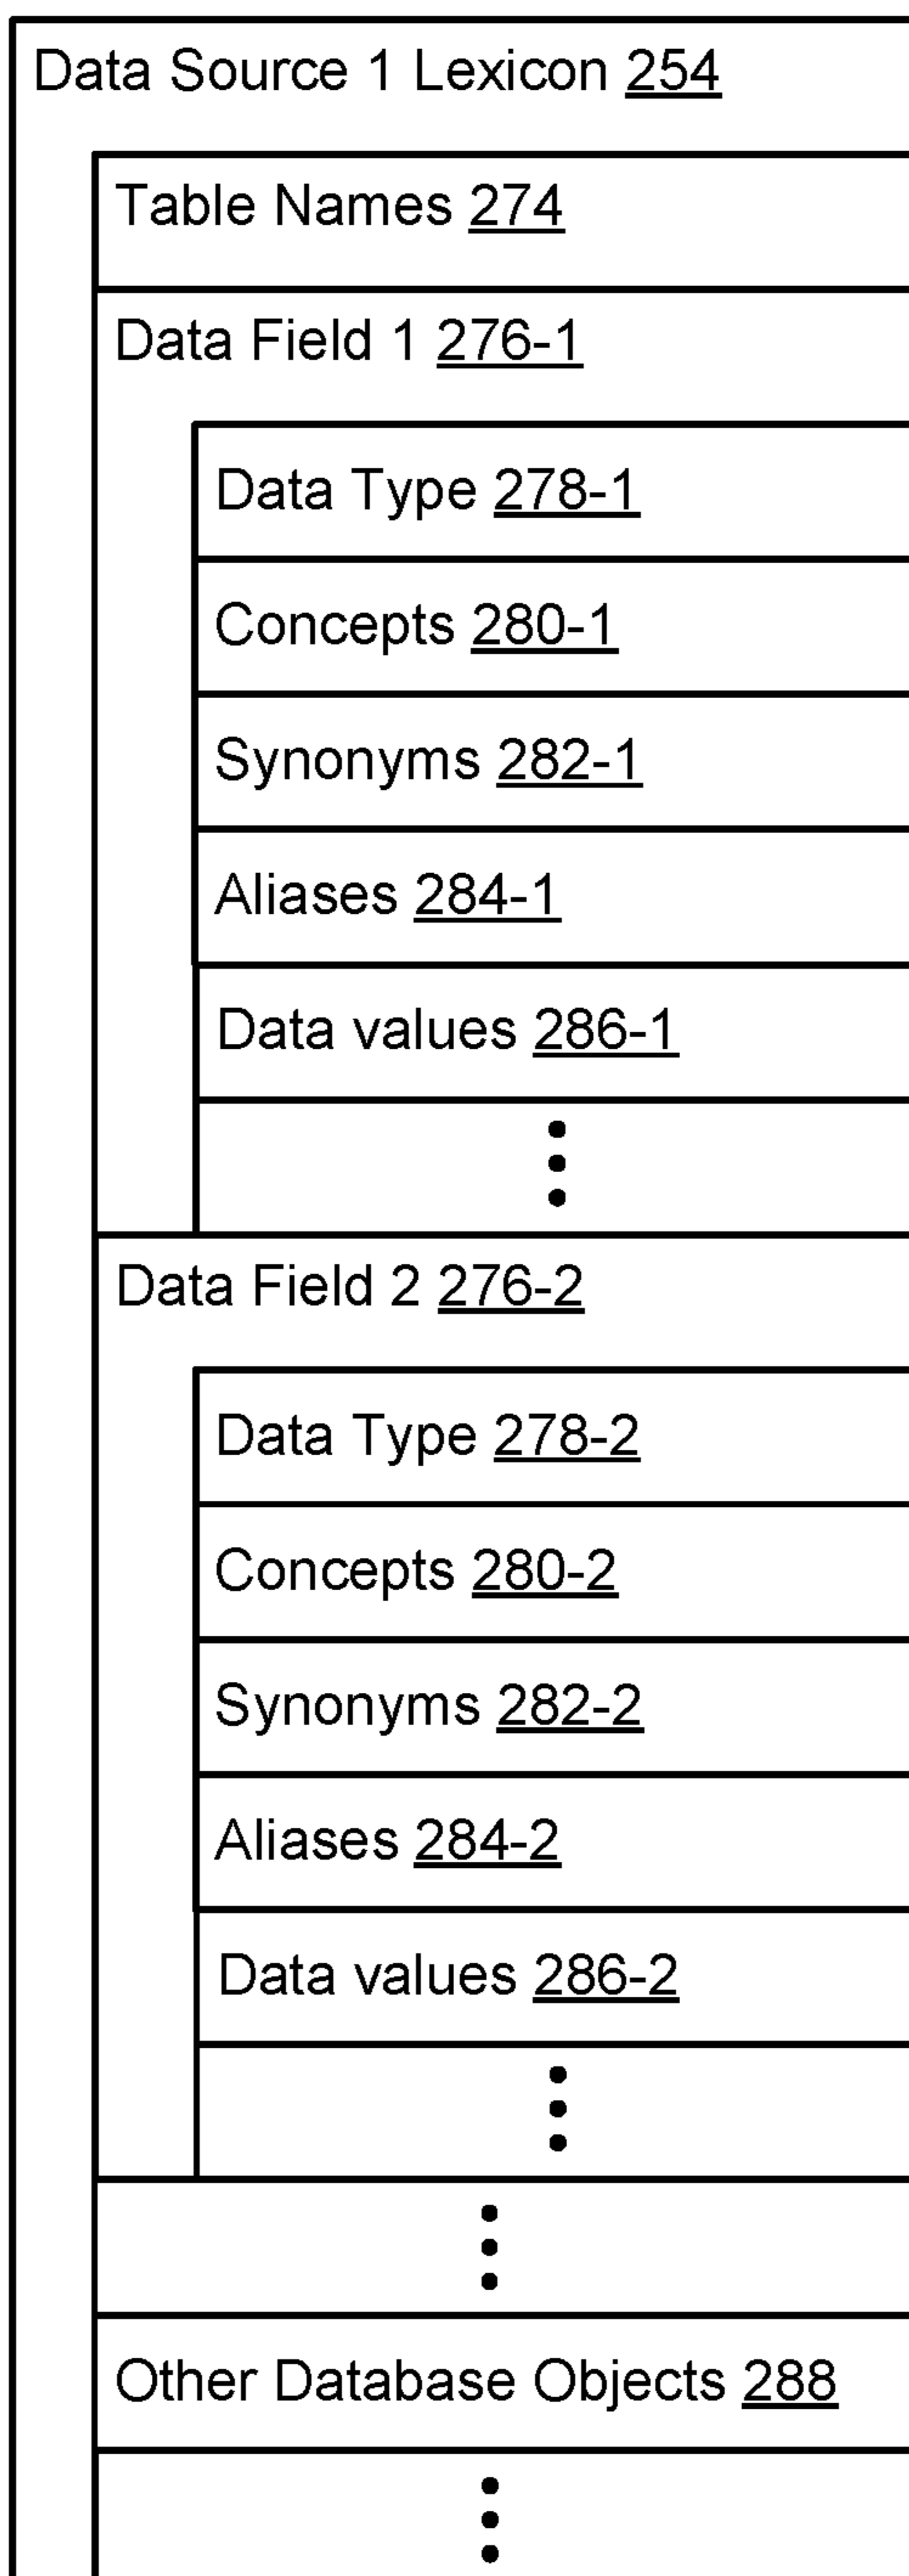 Data Source 1 Lexicon 254
Table Names 274
Data Field 1 276-1
Data Type 278-1
Concepts 280-1
Synonyms 282-1
Aliases 284-1
Data values 286-1
Data Field 2 276-2
Data Type 278-2
Concepts 280-2
Synonyms 282-2
Aliases 284-2
Data values 286-2
Other Database Objects 288